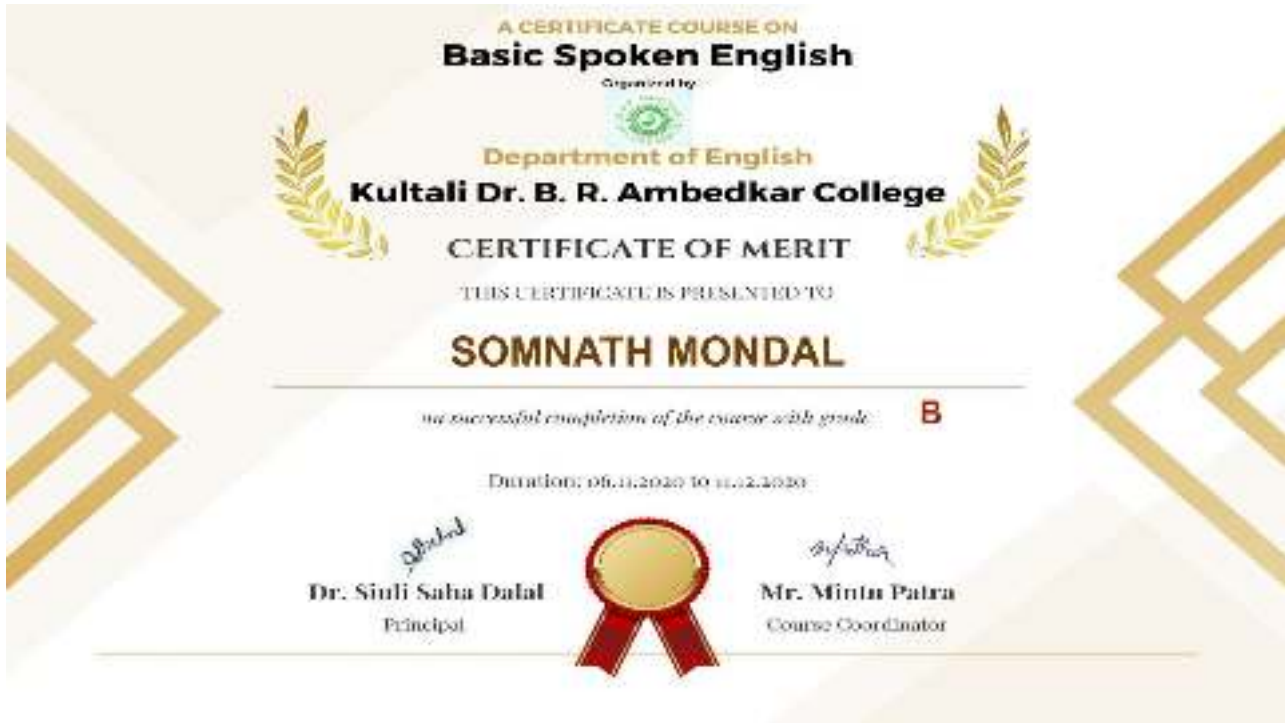 A CERTIFICATE COURSE ON
Basic Spoken English
Organized by
Department of English
Kultali Dr. B. R. Ambedkar College
CERTIFICATE OF MERIT
THIS CERTIFICATE IS PRESENTED TO
SOMNATH MONDAL
on successful completion of the course with grade B
Duration: 06.11.2020 to 11.12.2020
Dr. Siuli Saha Dalal Mr. Mintu Patra
Principal Course Coordinator